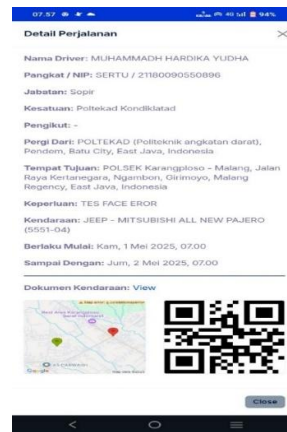 07.57
4G
94%
Detail Perjalanan
Nama Driver: MUHAMMADH HARDIKA YUDHA
Pangkat / NIP: SERTU / 21180090550896
Jabatan: Sopir
Kesatuan: Poltekad Kondiklatad
Pengikut: -
Pergi Dari: POLTEKAD (Politeknik angkatan darat),
Pendem, Batu City, East Java, Indonesia
Tempat Tujuan: POLSEK Karangploso - Malang, Jalan
Raya Kertanegara, Ngambon, Girimoyo, Malang
Regency, East Java, Indonesia
Keperluan: TES FACE EROR
Kendaraan: JEEP - MITSUBISHI ALL NEW PAJERO
(5551-04)
Berlaku Mulai: Kam, 1 Mei 2025, 07.00
Sampai Dengan: Jum, 2 Mei 2025, 07.00
Dokumen Kendaraan: View
Google
Close